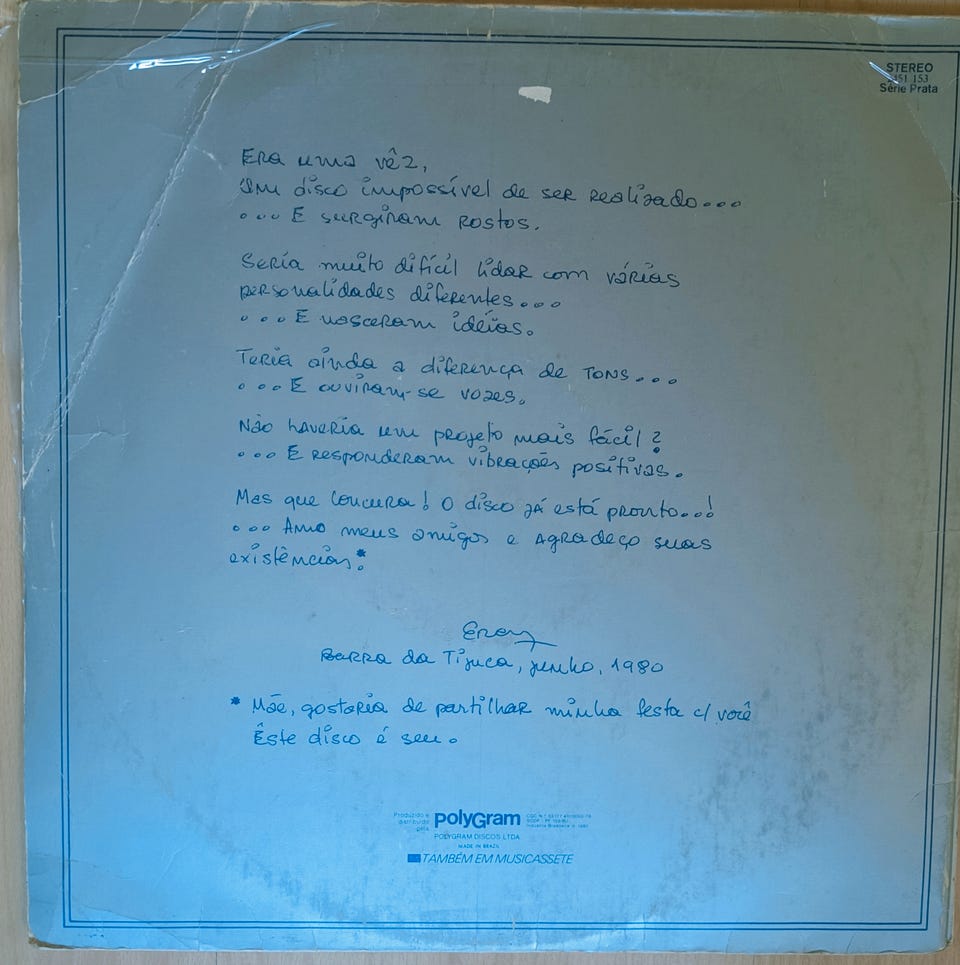 STEREO
2451 153
Série Prata
Era uma vêz,
Um disco impossível de ser realizado...
... E surgiram rostos.
Seria muito difícil lidar com várias
personalidades diferentes...
... E nasceram idéias.
Teria ainda a diferença de tons...
... E ouviram-se vozes.
Não haveria um projeto mais fácil?
... E responderam vibrações positivas.
Mas que loucura! O disco já está pronto...!
... Amo meus amigos e agradeço suas
existências*.
Barra da Tijuca, junho, 1980
* Mãe, gostaria de partilhar minha festa c/ você
Êste disco é seu.
Produzido e
distribuído
pela
polyGram
POLYGRAM DISCOS LTDA
MADE IN BRAZIL
TAMBÉM EM MUSICASSETE